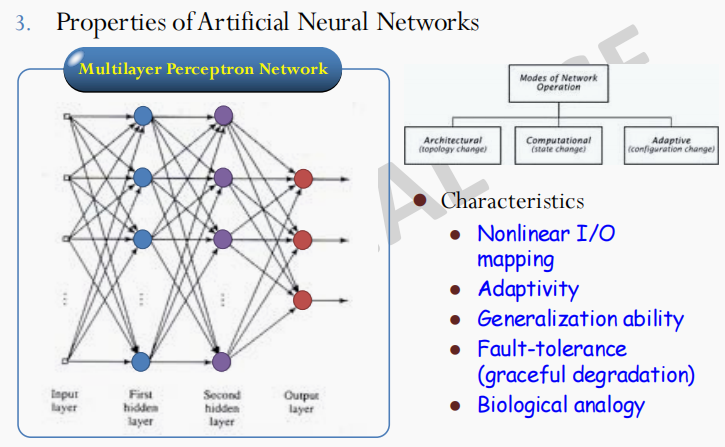 3. Properties of Artificial Neural Networks
Multilayer Perceptron Network
Input
layer
First
hidden
layer
Second
hidden
layer
Output
layer
Modes of Network
Operation
Architectural
(topology change)
Computational
(state change)
Adaptive
(configuration change)
Characteristics
Nonlinear I/O
mapping
Adaptivity
Generalization ability
Fault-tolerance
(graceful degradation)
Biological analogy